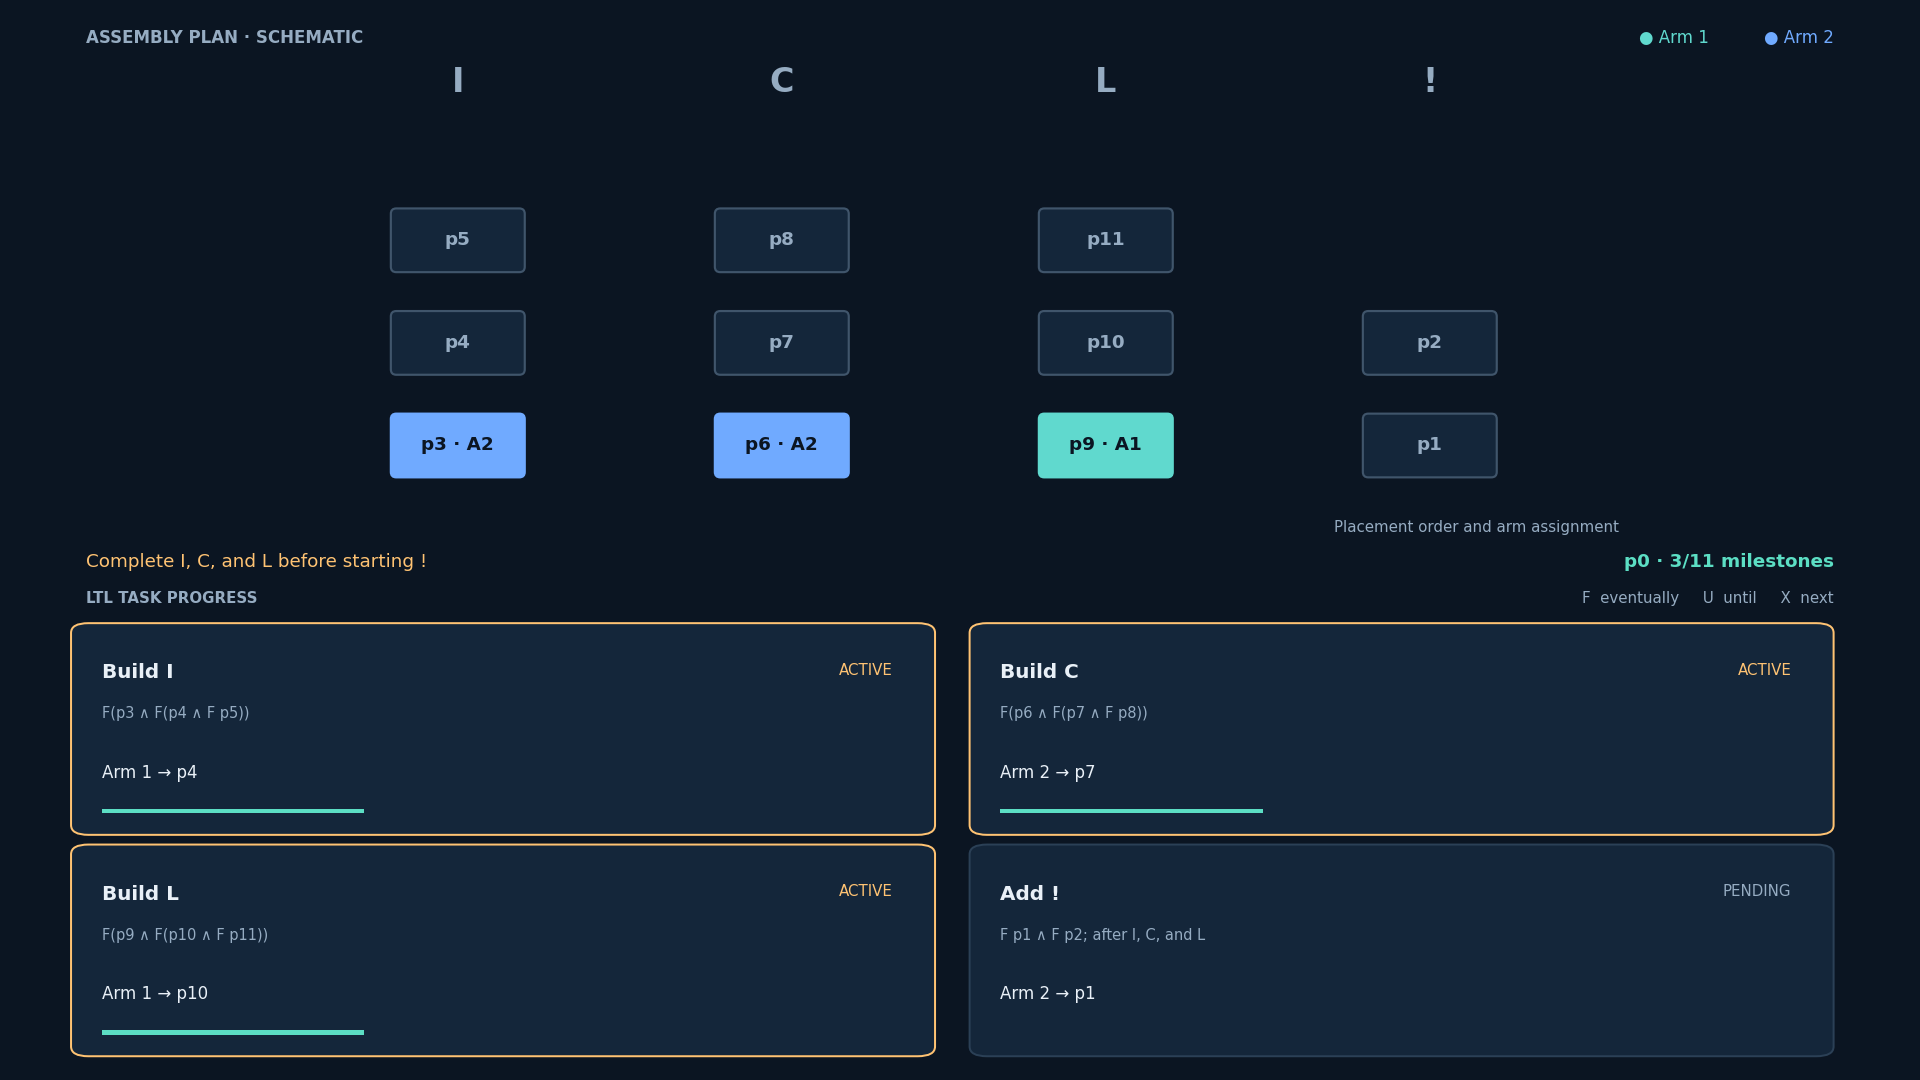 ASSEMBLY PLAN · SCHEMATIC
● Arm 1 ● Arm 2
I C L !
p5 p8 p11
p4 p7 p10 p2
p3 · A2 p6 · A2 p9 · A1 p1
Placement order and arm assignment
Complete I, C, and L before starting !
p0 · 3/11 milestones
LTL TASK PROGRESS
F eventually U until X next
Build I ACTIVE
F(p3 ∧ F(p4 ∧ F p5))
Arm 1 → p4
Build C ACTIVE
F(p6 ∧ F(p7 ∧ F p8))
Arm 2 → p7
Build L ACTIVE
F(p9 ∧ F(p10 ∧ F p11))
Arm 1 → p10
Add ! PENDING
F p1 ∧ F p2; after I, C, and L
Arm 2 → p1